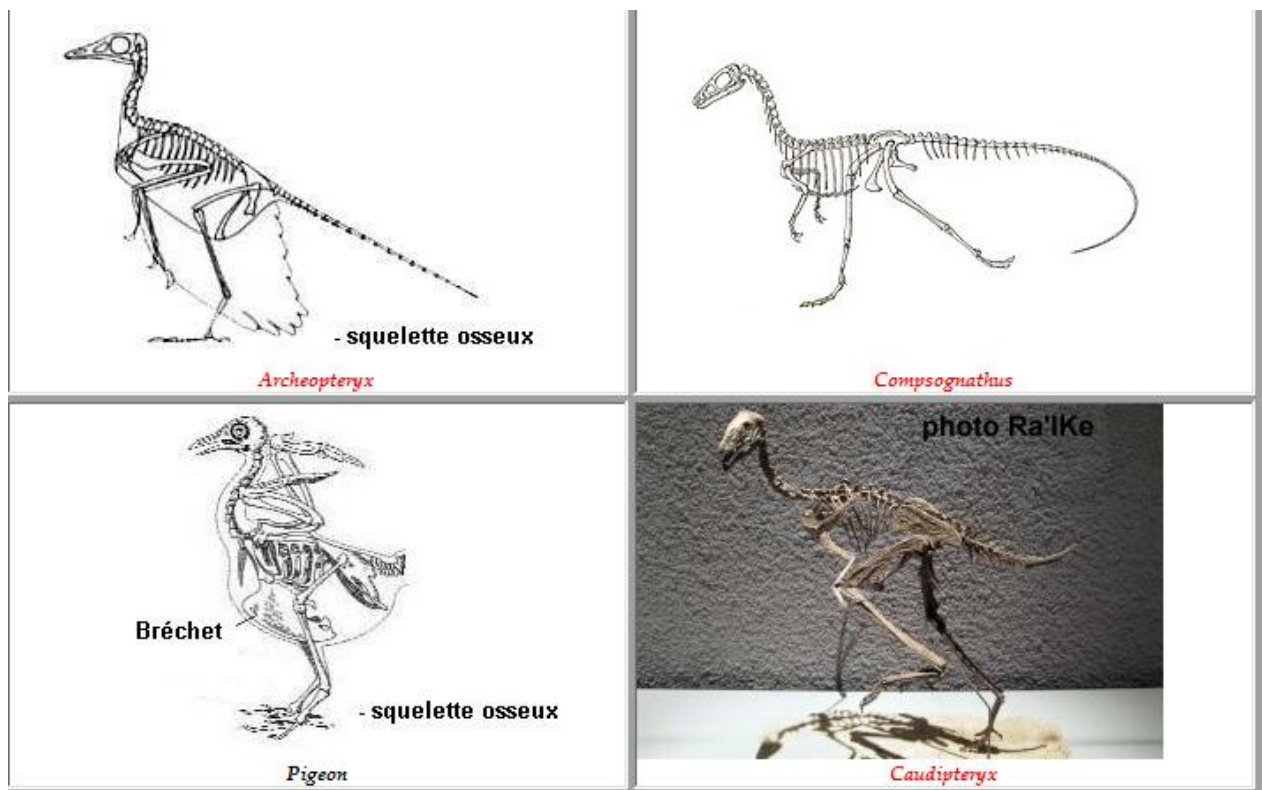 - squelette osseux
Archeopteryx
Compsognathus
photo Ra'IKe
Bréchet
- squelette osseux
Pigeon
Caudipteryx